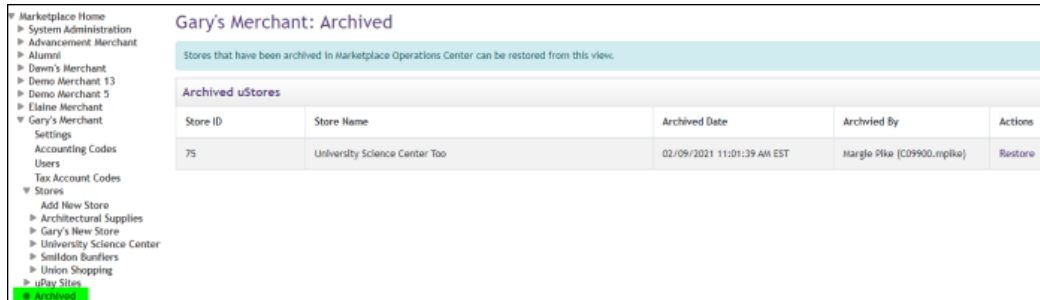 Marketplace Home
System Administration
Advancement Merchant
Alumni
Dawn's Merchant
Demo Merchant 13
Demo Merchant 5
Elaine Merchant
Gary's Merchant
Settings
Accounting Codes
Users
Tax Account Codes
Stores
Add New Store
Architectural Supplies
Gary's New Store
University Science Center
Smildon Bunfiers
Union Shopping
uPay Sites
Archived
Gary's Merchant: Archived
Stores that have been archived in Marketplace Operations Center can be restored from this view.
Archived uStores
Store ID Store Name Archived Date Archvied By Actions
75 University Science Center Too 02/09/2021 11:01:39 AM EST Margie Pike (C09900.mpike) Restore